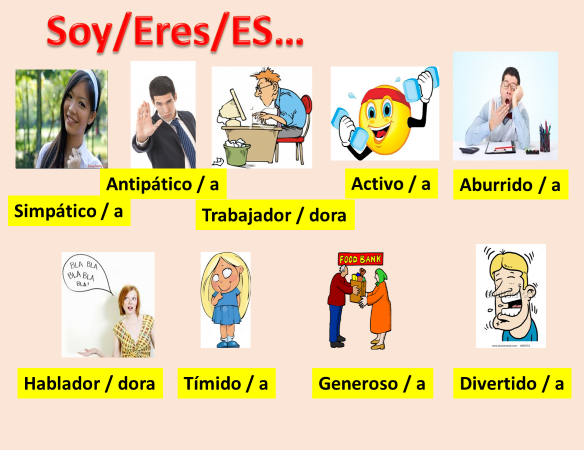 Soy/Eres/ES...
Antipático / a
Activo / a
Aburrido / a
Simpático / a
Trabajador / dora
BLA BLA
BLA BLA
BLA!
FOOD BANK
Hablador / dora
Tímido / a
Generoso / a
Divertido / a